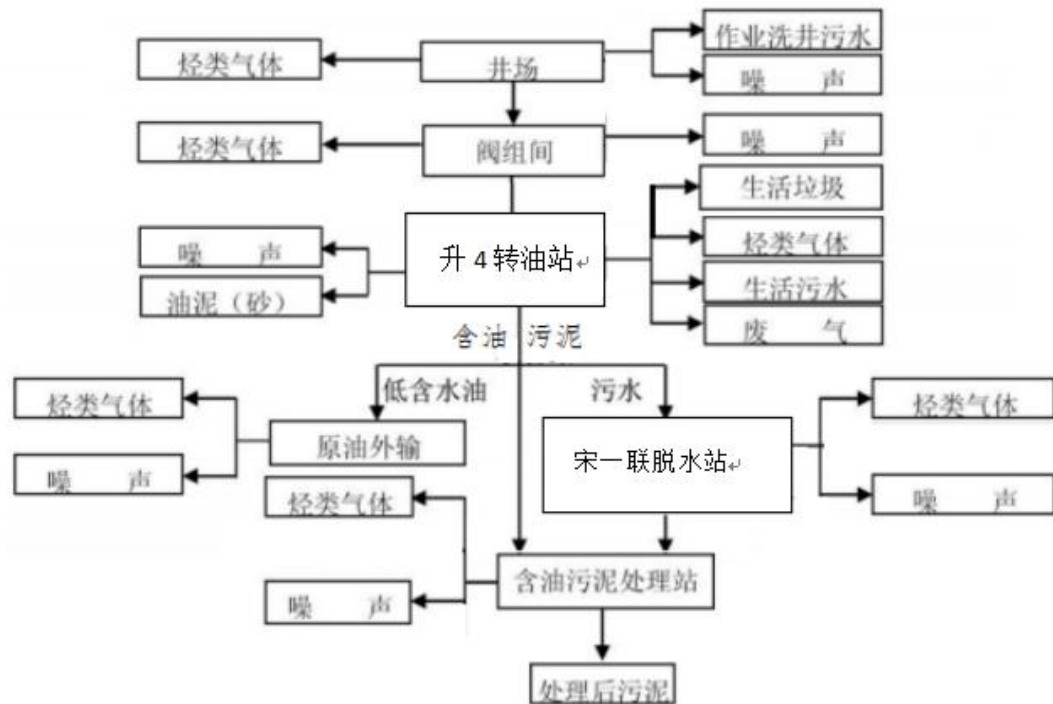 作业洗井污水
烃类气体
井场
噪 声
烃类气体
阀组间
噪 声
生活垃圾
噪 声
升 4 转油站
烃类气体
油泥（砂）
生活污水
废 气
含油 污泥
低含水油
污水
烃类气体
烃类气体
原油外输
宋一联脱水站
噪 声
烃类气体
噪 声
含油污泥处理站
噪 声
处理后污泥